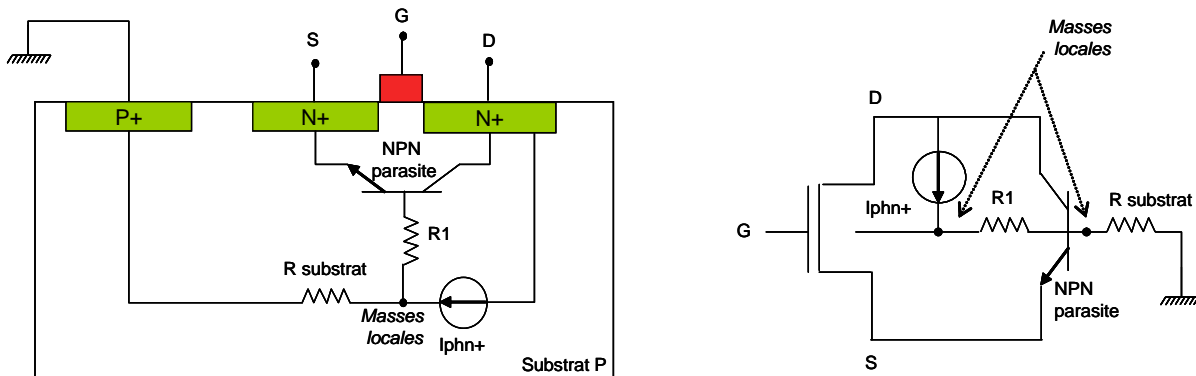 G
S
D
P+
N+
N+
NPN
parasite
R1
R substrat
Masses
locales
Iphn+
Substrat P
Masses
locales
D
Iphn+
R1
R substrat
G
NPN
parasite
S